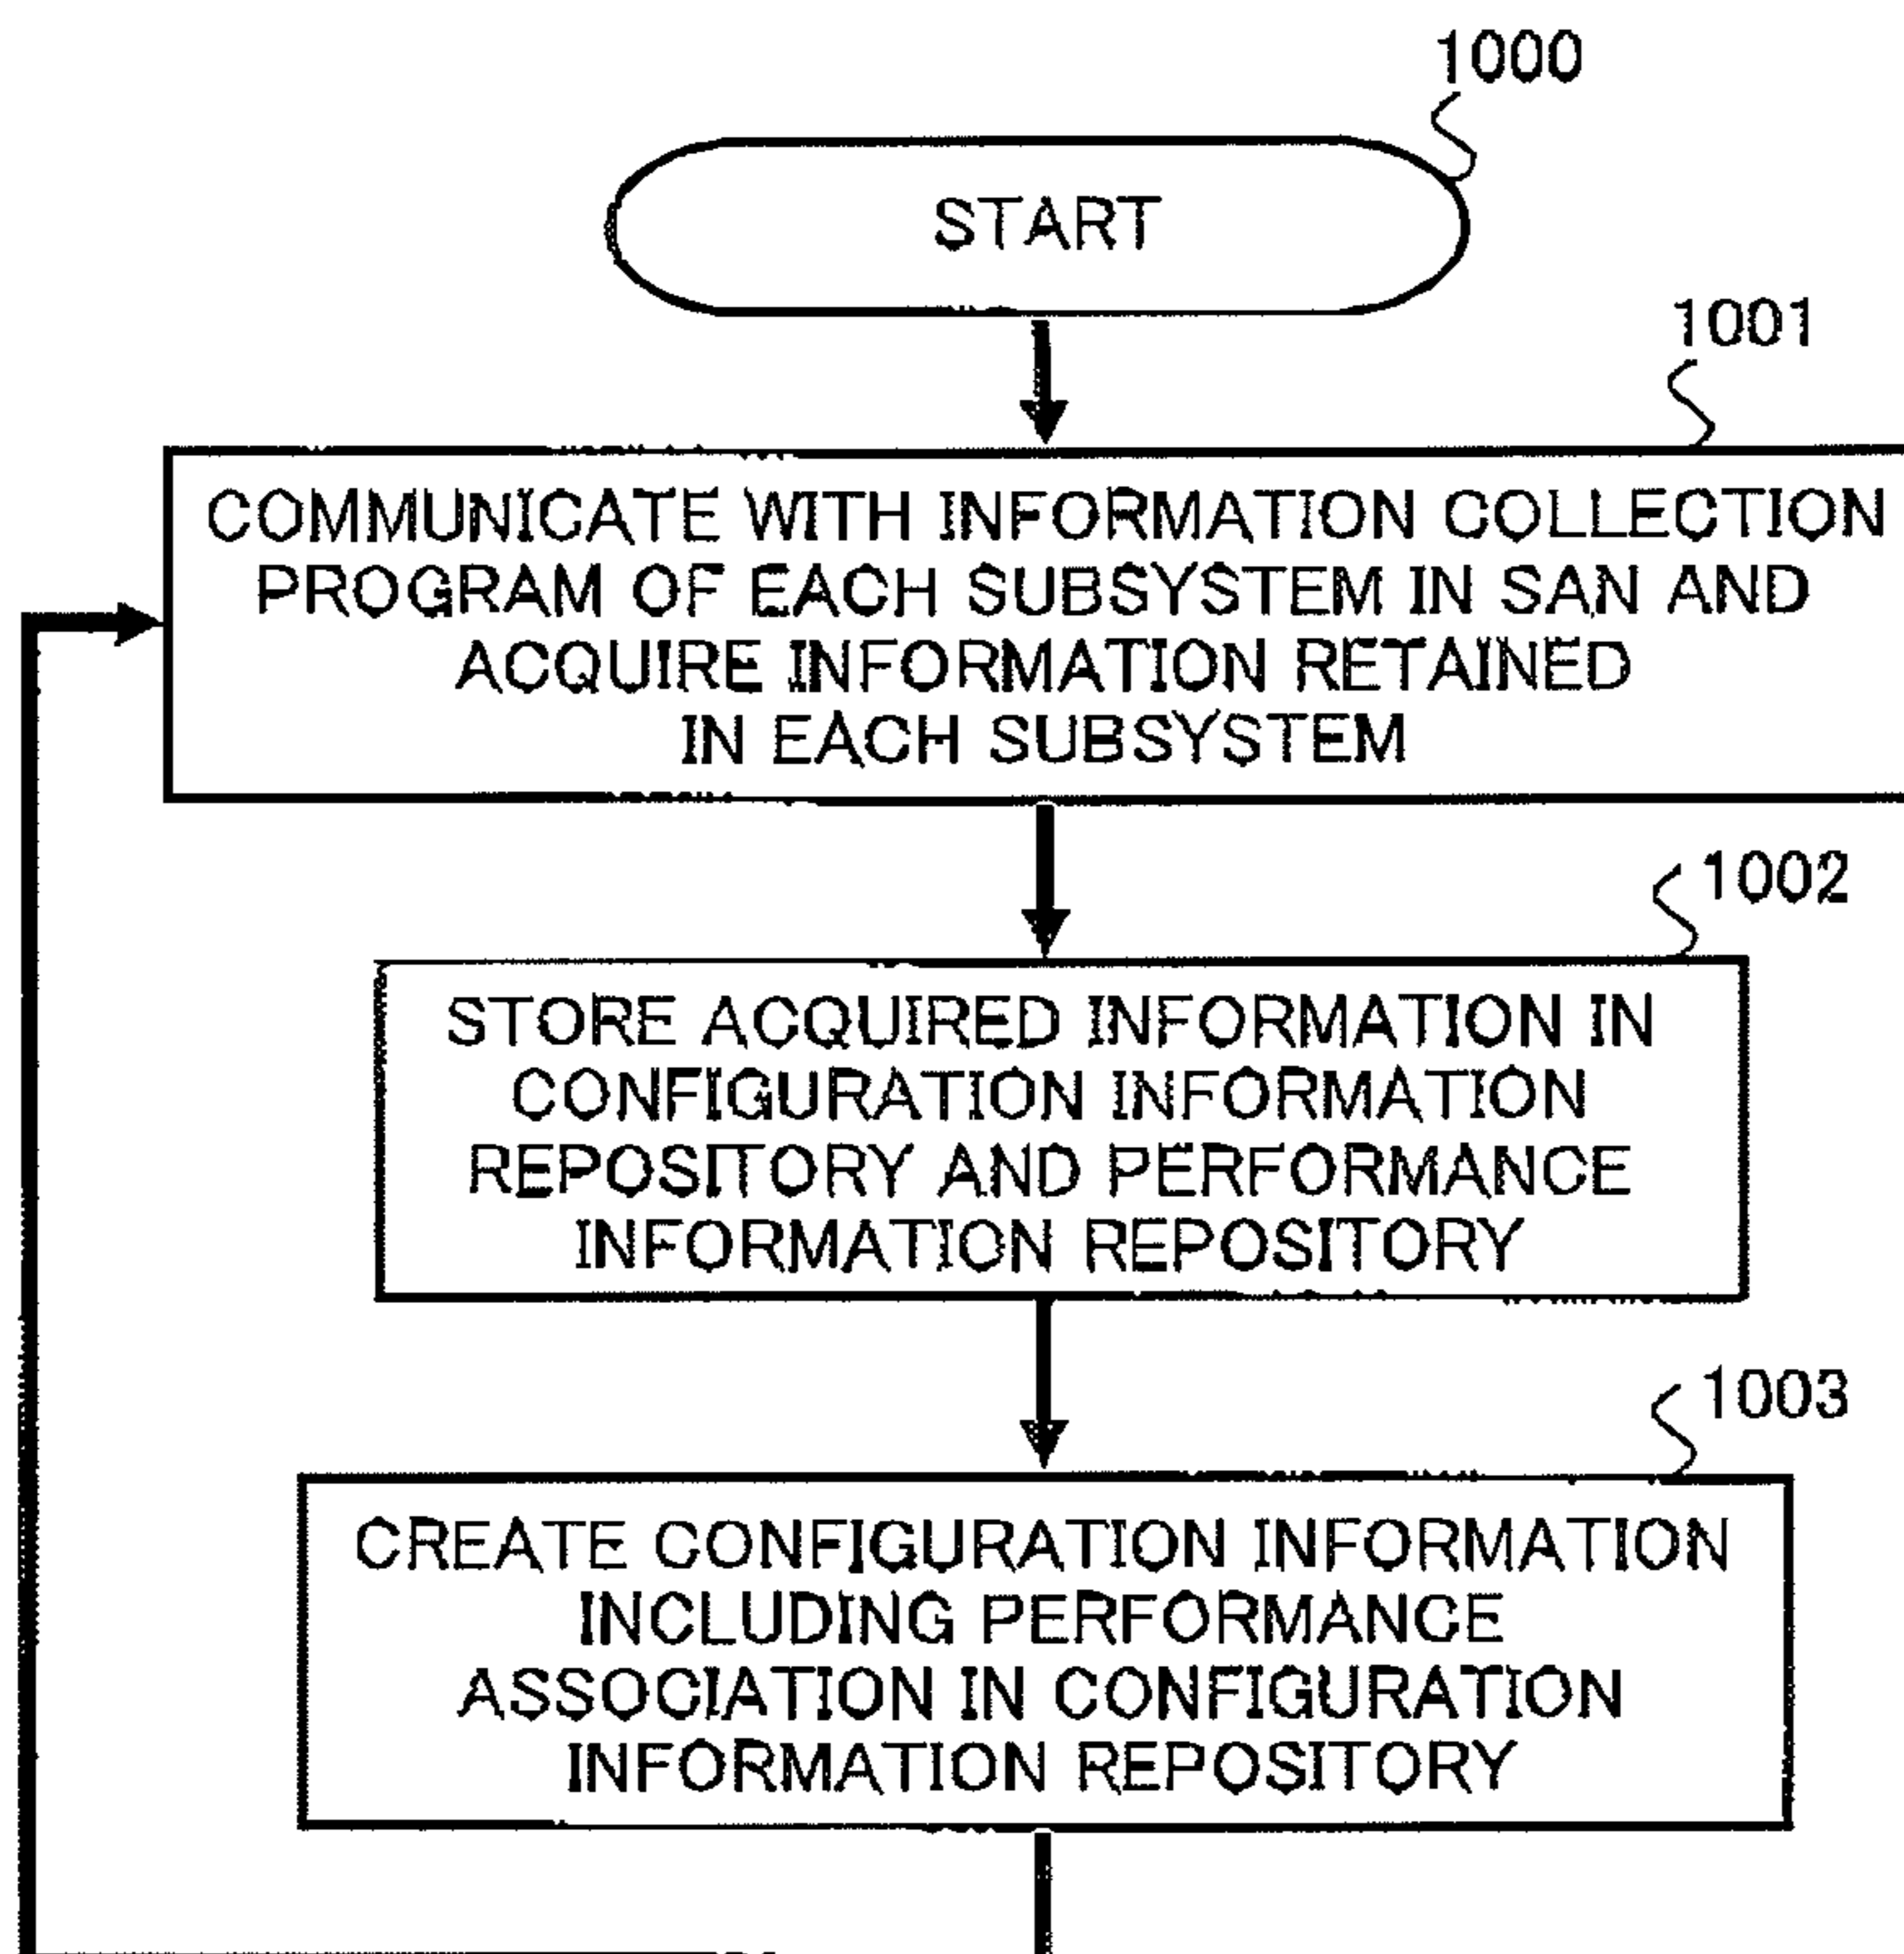 1000
START
1001
COMMUNICATE WITH INFORMATION COLLECTION
PROGRAM OF EACH SUBSYSTEM IN SAN AND
ACQUIRE INFORMATION RETAINED
IN EACH SUBSYSTEM
1002
STORE ACQUIRED INFORMATION IN
CONFIGURATION INFORMATION
REPOSITORY AND PERFORMANCE
INFORMATION REPOSITORY
1003
CREATE CONFIGURATION INFORMATION
INCLUDING PERFORMANCE
ASSOCIATION IN CONFIGURATION
INFORMATION REPOSITORY